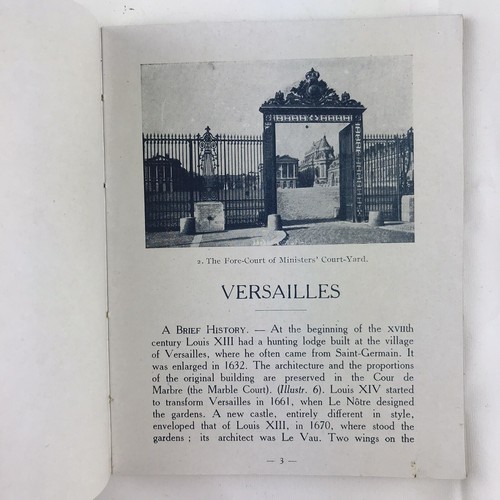 2. The Fore-Court of Ministers' Court-Yard.
VERSAILLES
A BRIEF HISTORY. — At the beginning of the XVIIth
century Louis XIII had a hunting lodge built at the village
of Versailles, where he often came from Saint-Germain. It
was enlarged in 1632. The architecture and the proportions
of the original building are preserved in the Cour de
Marbre (the Marble Court). (Illustr. 6). Louis XIV started
to transform Versailles in 1661, when Le Nôtre designed
the gardens. A new castle, entirely different in style,
enveloped that of Louis XIII, in 1670, where stood the
gardens ; its architect was Le Vau. Two wings on the
— 3 —